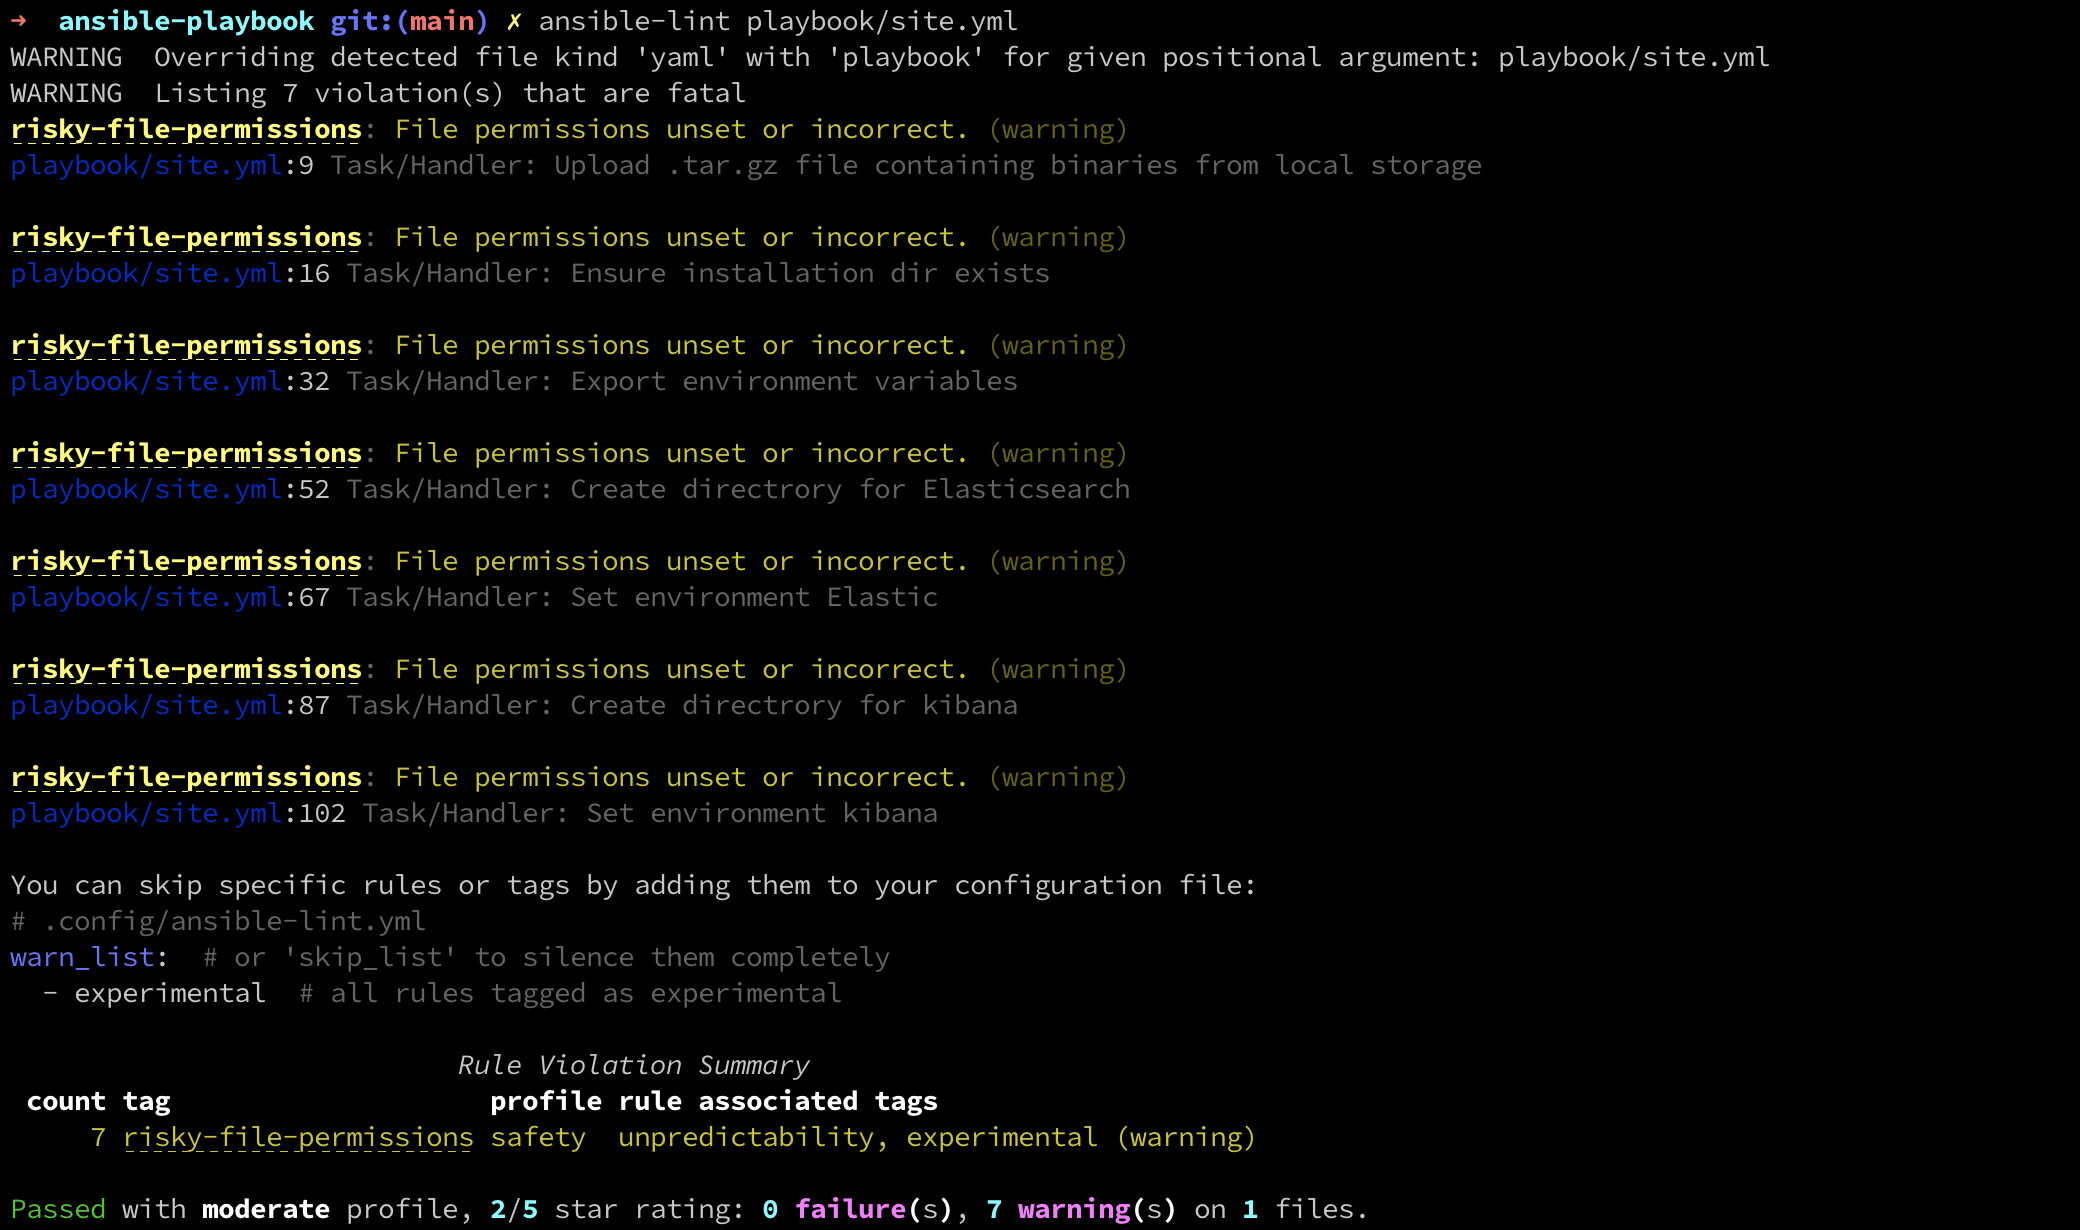 →  ansible-playbook git:(main) ✗ ansible-lint playbook/site.yml
WARNING  Overriding detected file kind 'yaml' with 'playbook' for given positional argument: playbook/site.yml
WARNING  Listing 7 violation(s) that are fatal
risky-file-permissions: File permissions unset or incorrect. (warning)
playbook/site.yml:9 Task/Handler: Upload .tar.gz file containing binaries from local storage

risky-file-permissions: File permissions unset or incorrect. (warning)
playbook/site.yml:16 Task/Handler: Ensure installation dir exists

risky-file-permissions: File permissions unset or incorrect. (warning)
playbook/site.yml:32 Task/Handler: Export environment variables

risky-file-permissions: File permissions unset or incorrect. (warning)
playbook/site.yml:52 Task/Handler: Create directrory for Elasticsearch

risky-file-permissions: File permissions unset or incorrect. (warning)
playbook/site.yml:67 Task/Handler: Set environment Elastic

risky-file-permissions: File permissions unset or incorrect. (warning)
playbook/site.yml:87 Task/Handler: Create directrory for kibana

risky-file-permissions: File permissions unset or incorrect. (warning)
playbook/site.yml:102 Task/Handler: Set environment kibana

You can skip specific rules or tags by adding them to your configuration file:
# .config/ansible-lint.yml
warn_list:  # or 'skip_list' to silence them completely
  - experimental  # all rules tagged as experimental

Rule Violation Summary
count tag                    profile rule associated tags
    7 risky-file-permissions safety  unpredictability, experimental (warning)

Passed with moderate profile, 2/5 star rating: 0 failure(s), 7 warning(s) on 1 files.